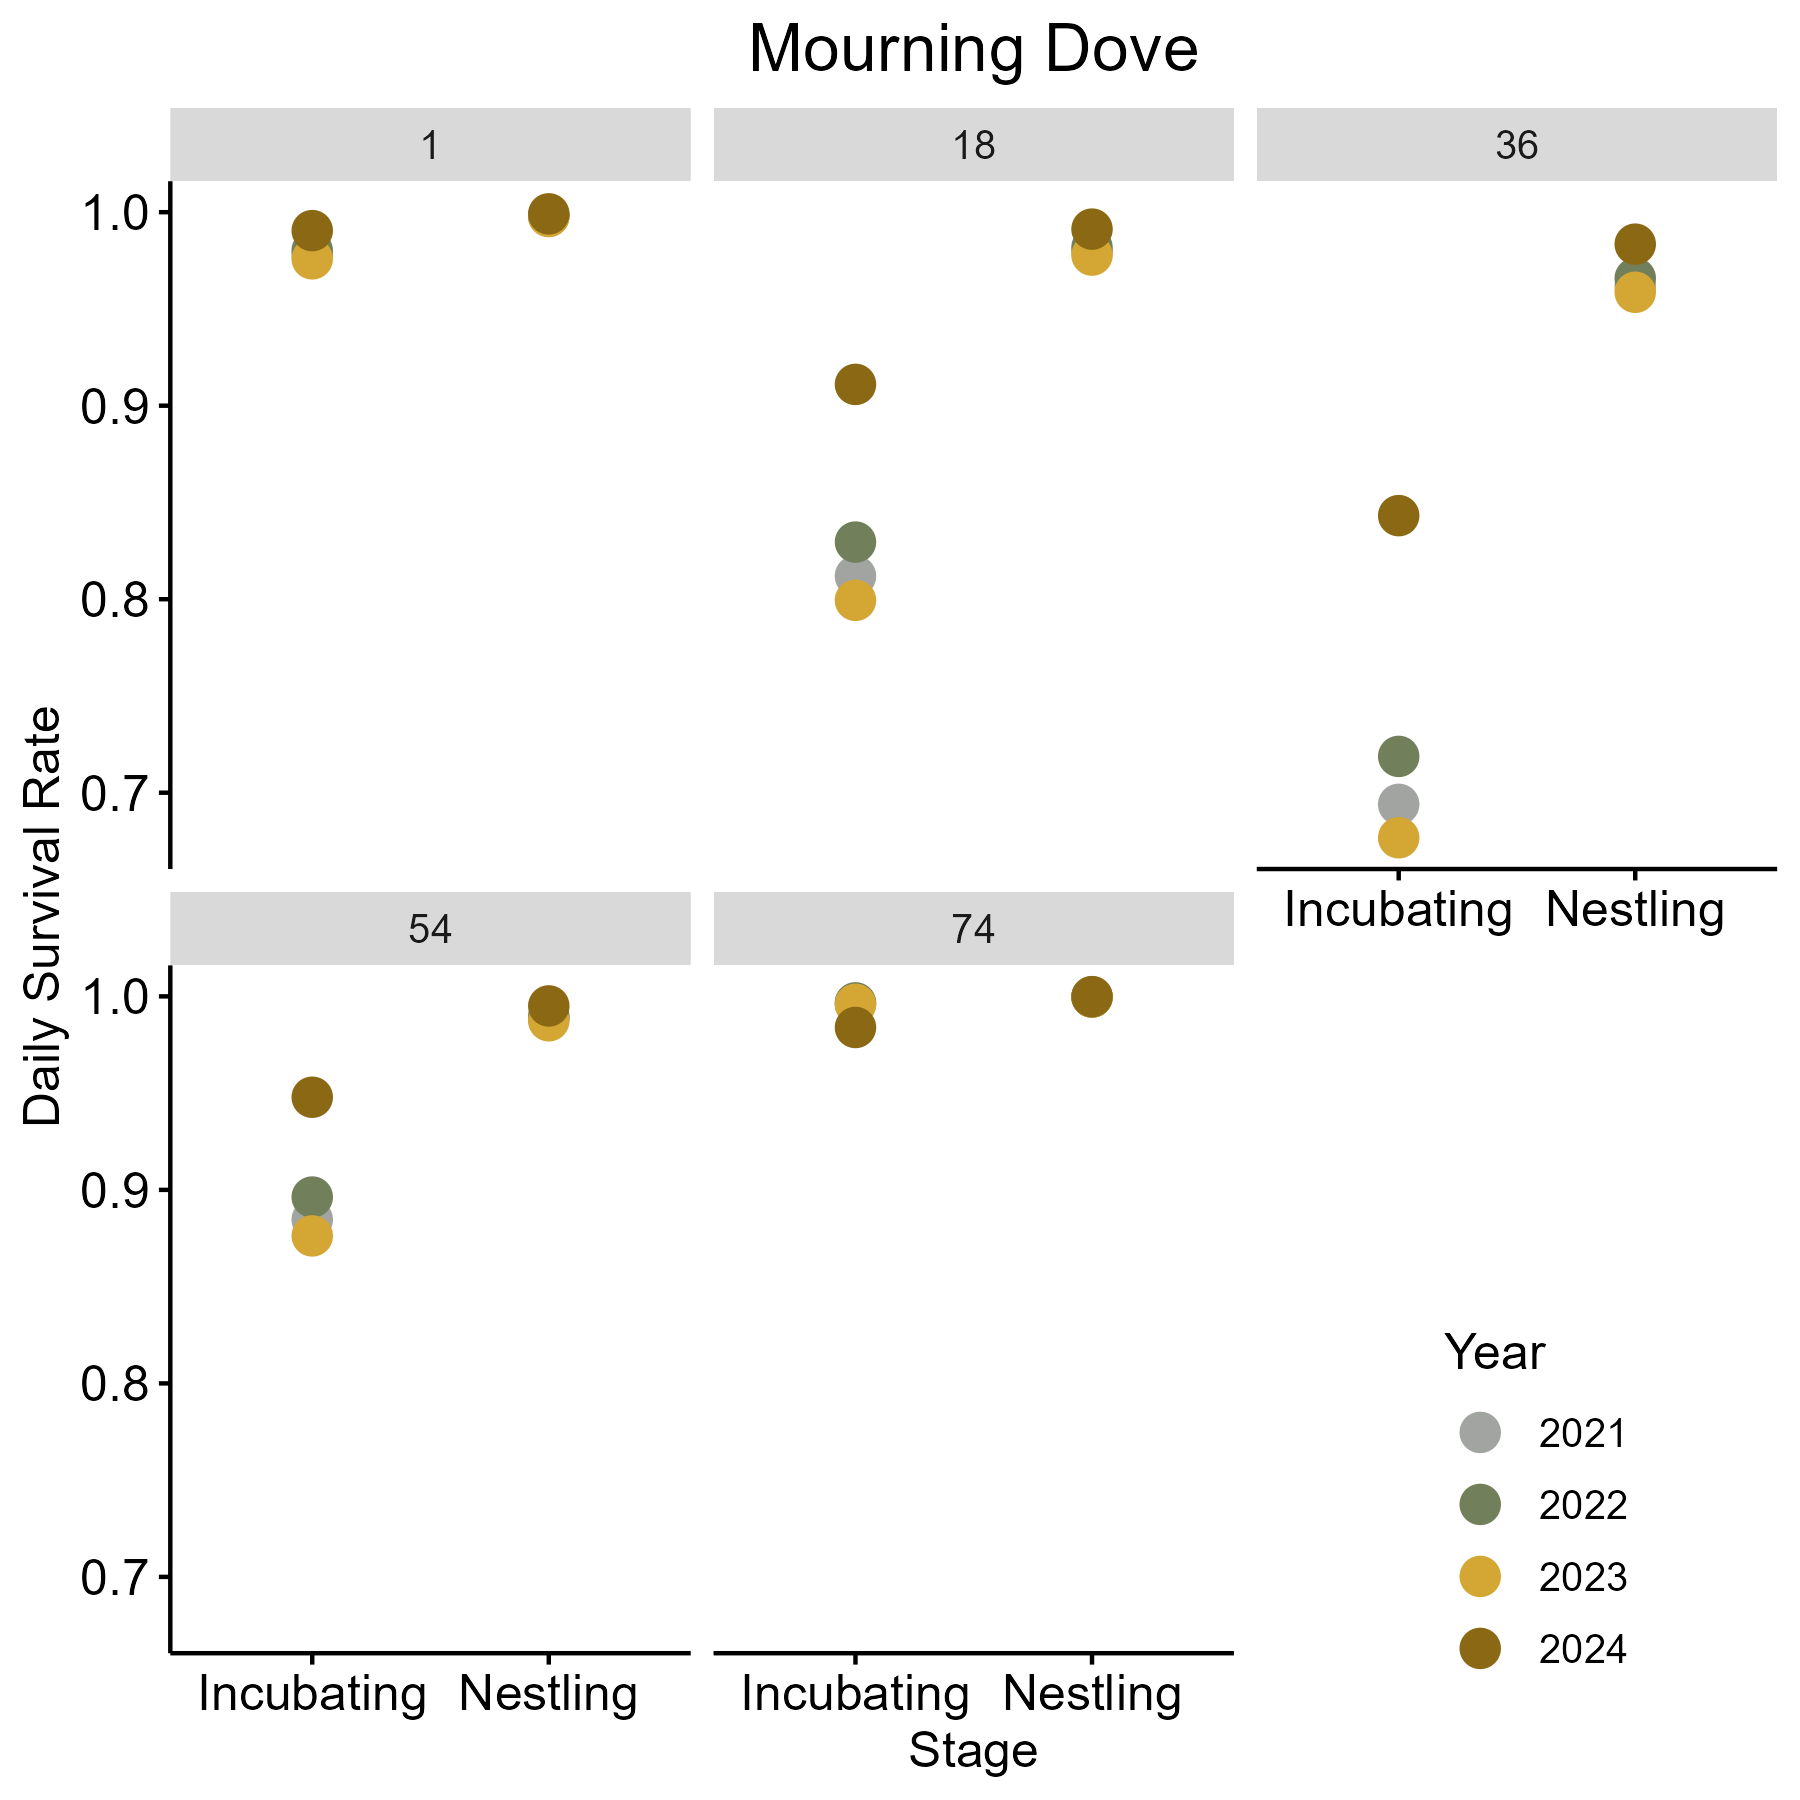 Mourning Dove
1
18
36
1.0
0.9
0.8
0.7
Incubating Nestling
54
74
1.0
0.9
0.8
0.7
Incubating Nestling
Incubating Nestling
Daily Survival Rate
Stage
Year
2021
2022
2023
2024